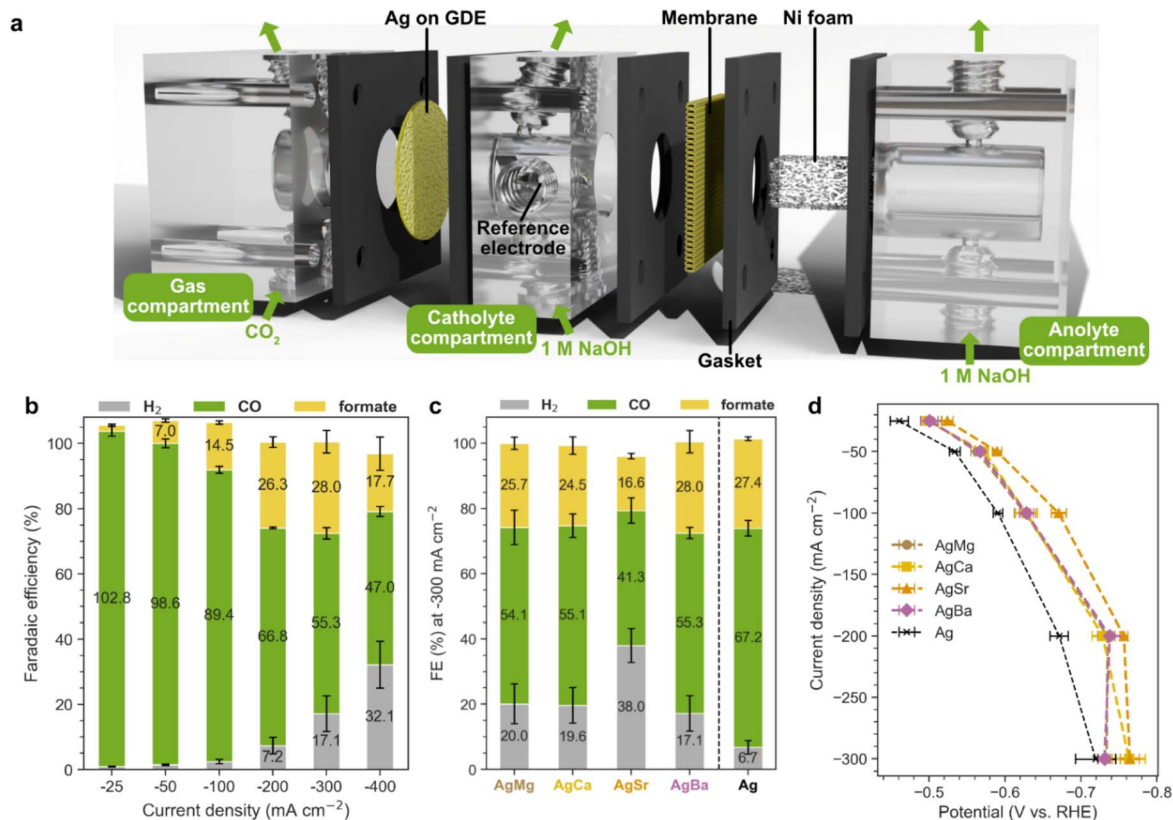 a
Ag on GDE
Membrane
Ni foam
Reference
electrode
Gas
compartment
CO₂
Catholyte
compartment
1 M NaOH
Gasket
Anolyte
compartment
1 M NaOH
b
H₂ CO formate
Faradaic efficiency (%)
100
80
60
40
20
0
7.0
14.5
26.3
28.0
17.7
102.8
98.6
89.4
66.8
55.3
47.0
7.2
17.1
32.1
-25 -50 -100 -200 -300 -400
Current density (mA cm⁻²)
c
H₂ CO formate
FE (%) at -300 mA cm⁻²
100
80
60
40
20
0
25.7
24.5
16.6
28.0
27.4
54.1
55.1
41.3
55.3
67.2
20.0
19.6
38.0
17.1
6.7
AgMg AgCa AgSr AgBa Ag
d
Current density (mA cm⁻²)
−50
−100
−150
−200
−250
−300
AgMg
AgCa
AgSr
AgBa
Ag
−0.5 −0.6 −0.7 −0.8
Potential (V vs. RHE)